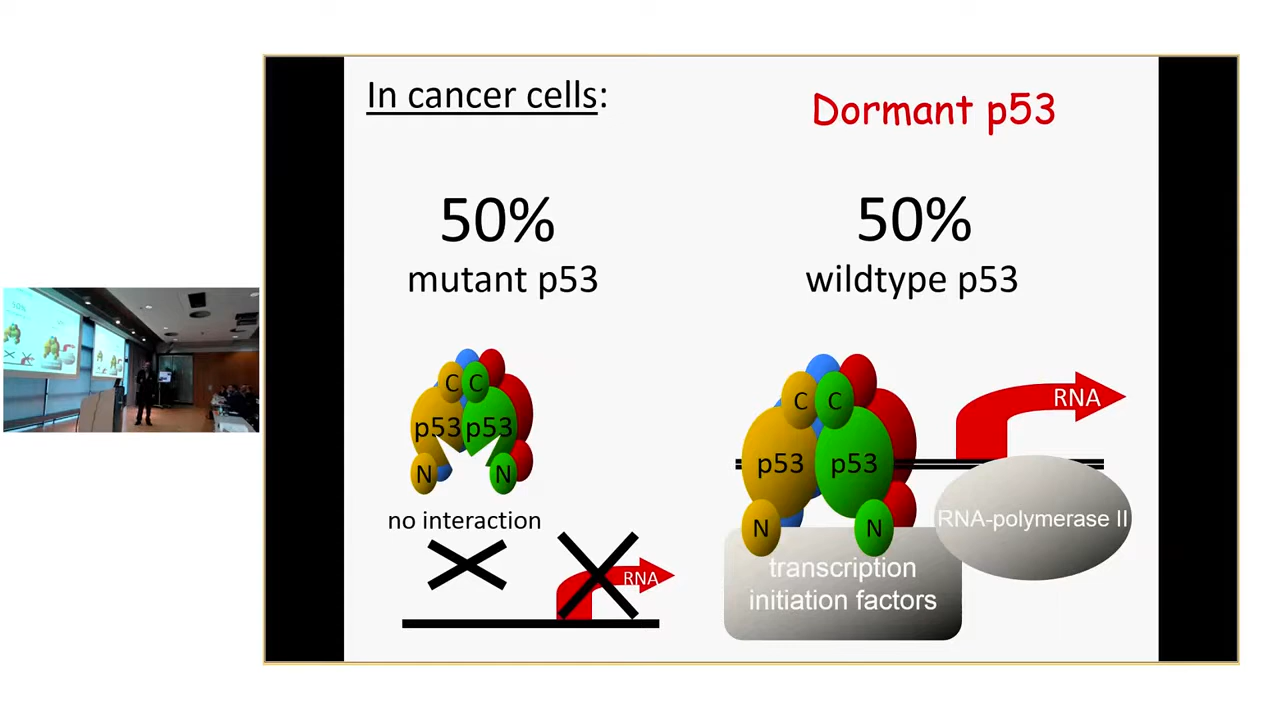 In cancer cells:
Dormant p53
50%
mutant p53
50%
wildtype p53
C C
p53 p53
N N
no interaction
RNA
C C
p53 p53
N N
RNA
RNA-polymerase II
transcription
initiation factors